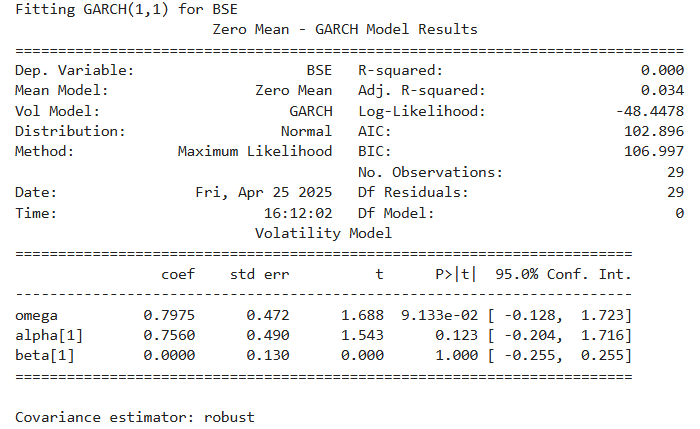 Fitting GARCH(1,1) for BSE
Zero Mean - GARCH Model Results
==============================================================================
Dep. Variable:                    BSE   R-squared:                       0.000
Mean Model:                 Zero Mean   Adj. R-squared:                  0.034
Vol Model:                      GARCH   Log-Likelihood:               -48.4478
Distribution:                  Normal   AIC:                           102.896
Method:            Maximum Likelihood   BIC:                           106.997
                                        No. Observations:                   29
Date:                Fri, Apr 25 2025   Df Residuals:                       29
Time:                        16:12:02   Df Model:                            0
Volatility Model
========================================================================
                 coef    std err          t      P>|t|  95.0% Conf. Int.
------------------------------------------------------------------------
omega          0.7975      0.472      1.688  9.133e-02 [ -0.128,  1.723]
alpha[1]       0.7560      0.490      1.543      0.123 [ -0.204,  1.716]
beta[1]        0.0000      0.130      0.000      1.000 [ -0.255,  0.255]
========================================================================
Covariance estimator: robust